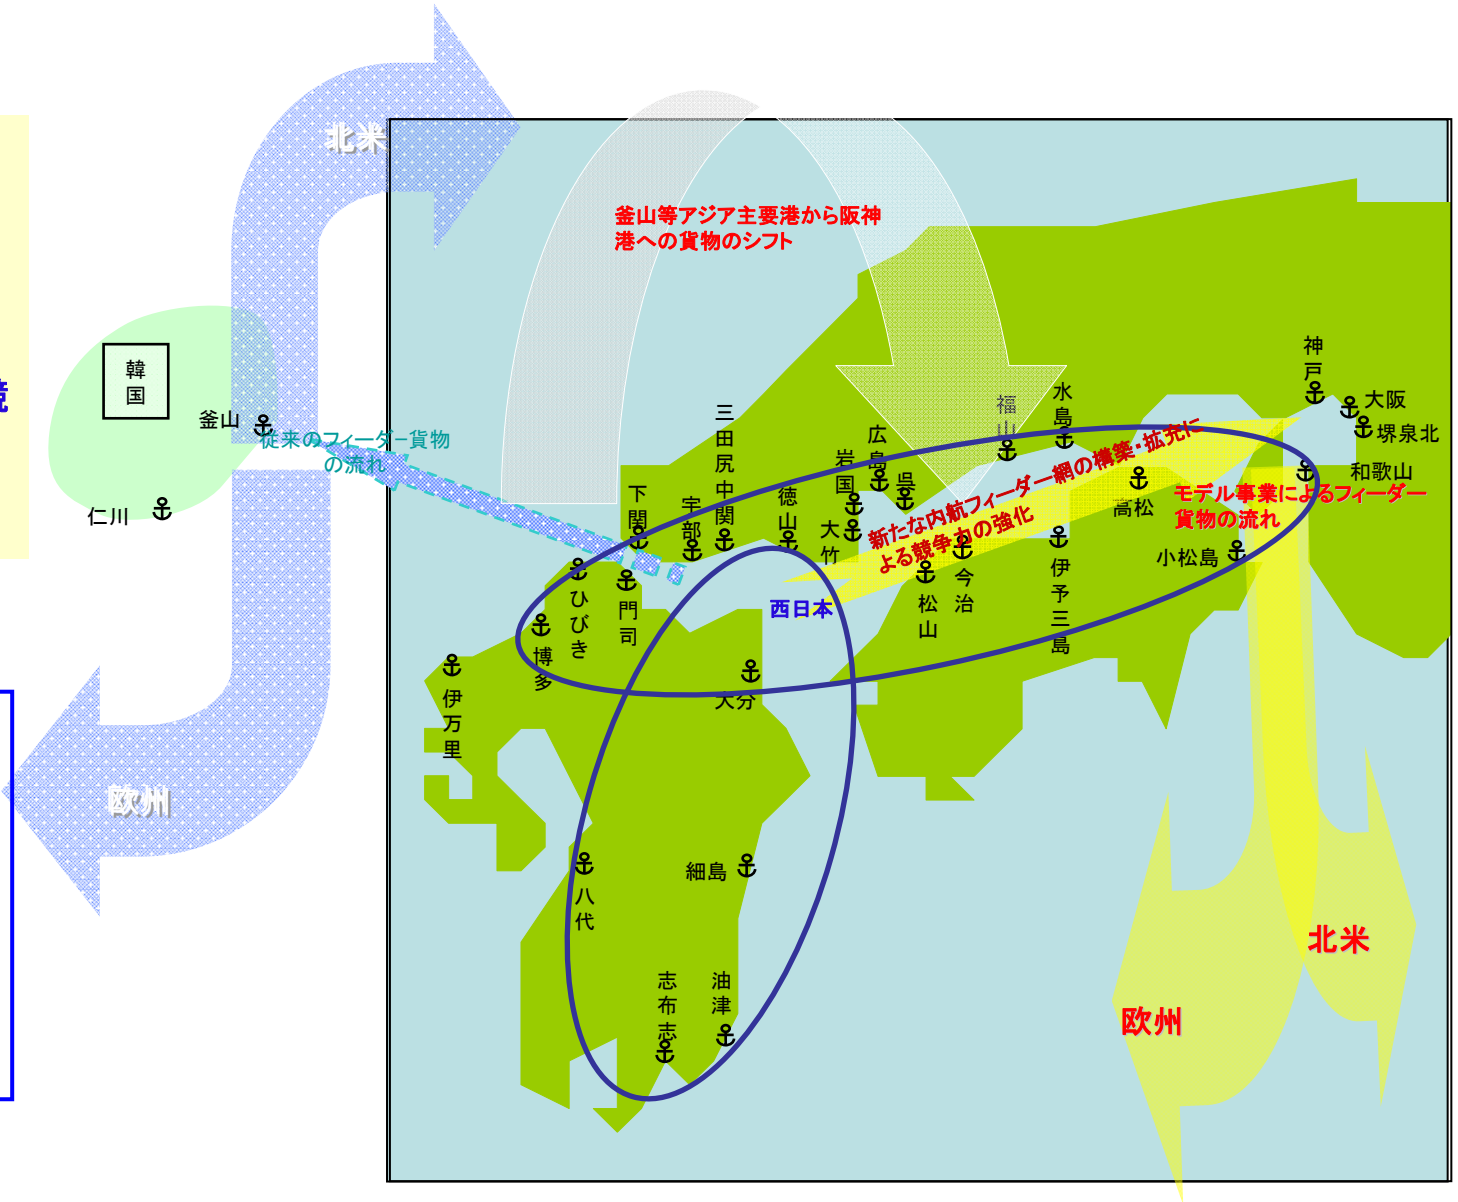 北米
釜山等アジア主要港から阪神
港への貨物のシフト
韓国
釜山
従来のフィーダー貨物
の流れ
仁川
神戸
大阪
堺泉北
和歌山
水島
福山
三田尻中関
広島
岩国
呉
下関
宇部
徳山
大竹
新たな内航フィーダー網の構築・拡充に
よる競争力の強化
高松
モデル事業によるフィーダー
貨物の流れ
小松島
ひびき
門司
西日本
松山
今治
伊予三島
博多
伊万里
大分
欧州
細島
八代
志布志
油津
北米
欧州